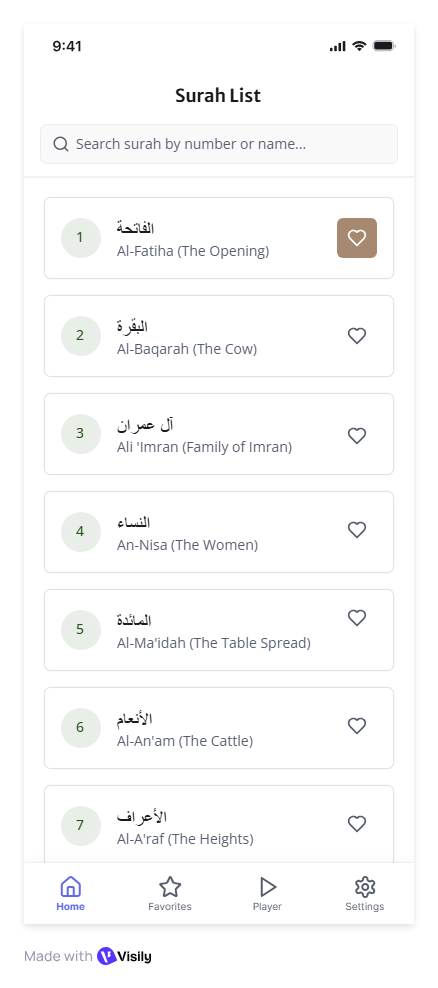 9:41
Surah List
Search surah by number or name...
1
الفاتحة
Al-Fatiha (The Opening)
2
البقرة
Al-Baqarah (The Cow)
3
آل عمران
Ali 'Imran (Family of Imran)
4
النساء
An-Nisa (The Women)
5
المائدة
Al-Ma'idah (The Table Spread)
6
الأنعام
Al-An'am (The Cattle)
7
الأعراف
Al-A'raf (The Heights)
Home Favorites Player Settings
Made with Visily